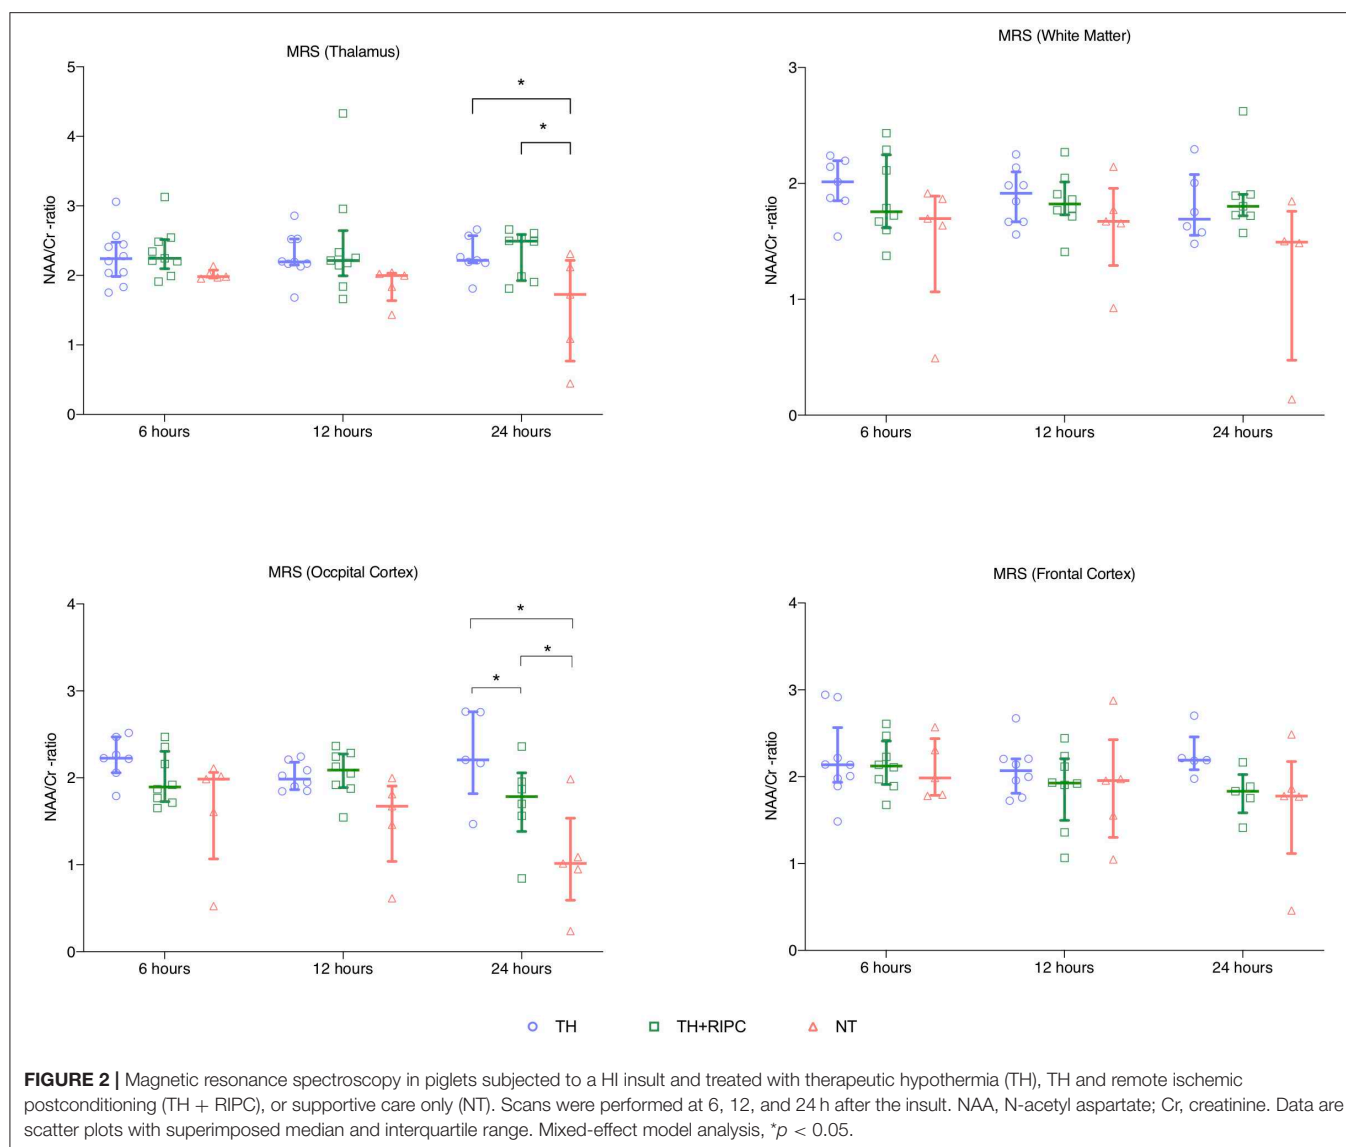 MRS (Thalamus)
5
4
3
2
1
0
NAA/Cr -ratio
*
*
6 hours
12 hours
24 hours
MRS (White Matter)
3
2
1
0
NAA/Cr -ratio
6 hours
12 hours
24 hours
MRS (Occpital Cortex)
4
3
2
1
0
NAA/Cr -ratio
*
*
*
6 hours
12 hours
24 hours
MRS (Frontal Cortex)
4
3
2
1
0
NAA/Cr -ratio
6 hours
12 hours
24 hours
TH TH+RIPC NT
FIGURE 2 | Magnetic resonance spectroscopy in piglets subjected to a HI insult and treated with therapeutic hypothermia (TH), TH and remote ischemic
postconditioning (TH + RIPC), or supportive care only (NT). Scans were performed at 6, 12, and 24 h after the insult. NAA, N-acetyl aspartate; Cr, creatinine. Data are
scatter plots with superimposed median and interquartile range. Mixed-effect model analysis, *p < 0.05.